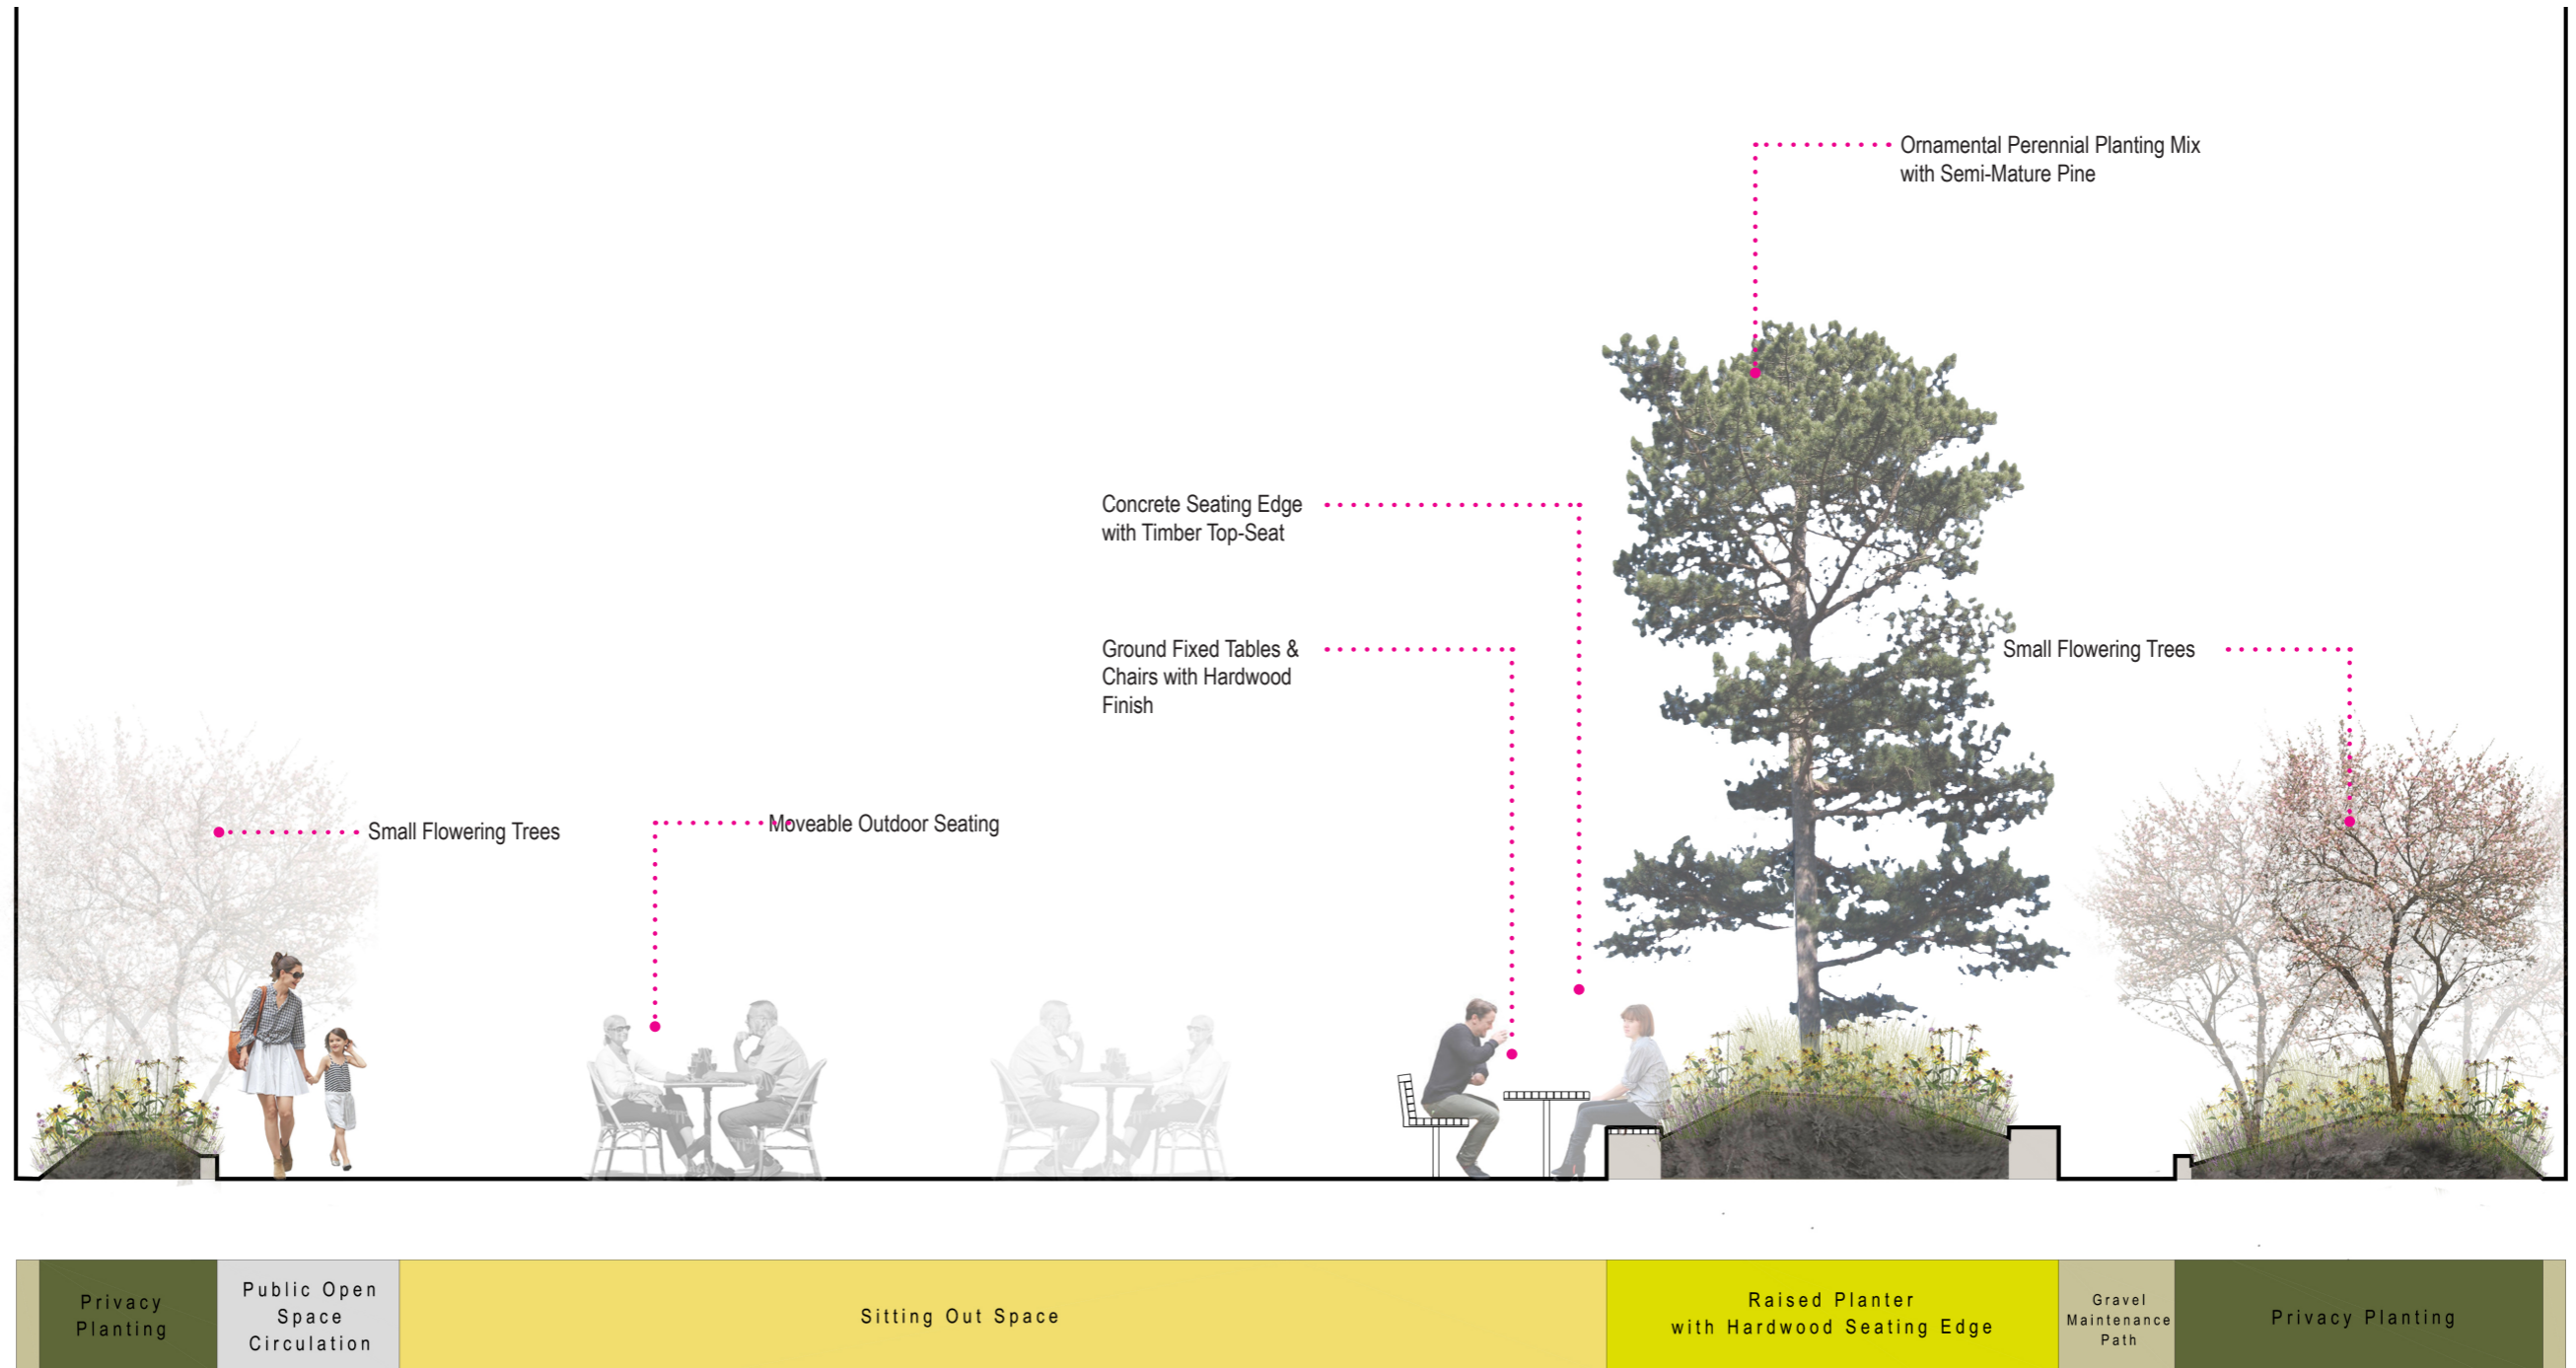 Ornamental Perennial Planting Mix
with Semi-Mature Pine
Concrete Seating Edge
with Timber Top-Seat
Ground Fixed Tables &
Chairs with Hardwood
Finish
Small Flowering Trees
Small Flowering Trees
Moveable Outdoor Seating
Privacy
Planting
Public Open
Space
Circulation
Sitting Out Space
Raised Planter
with Hardwood Seating Edge
Gravel
Maintenance
Path
Privacy Planting